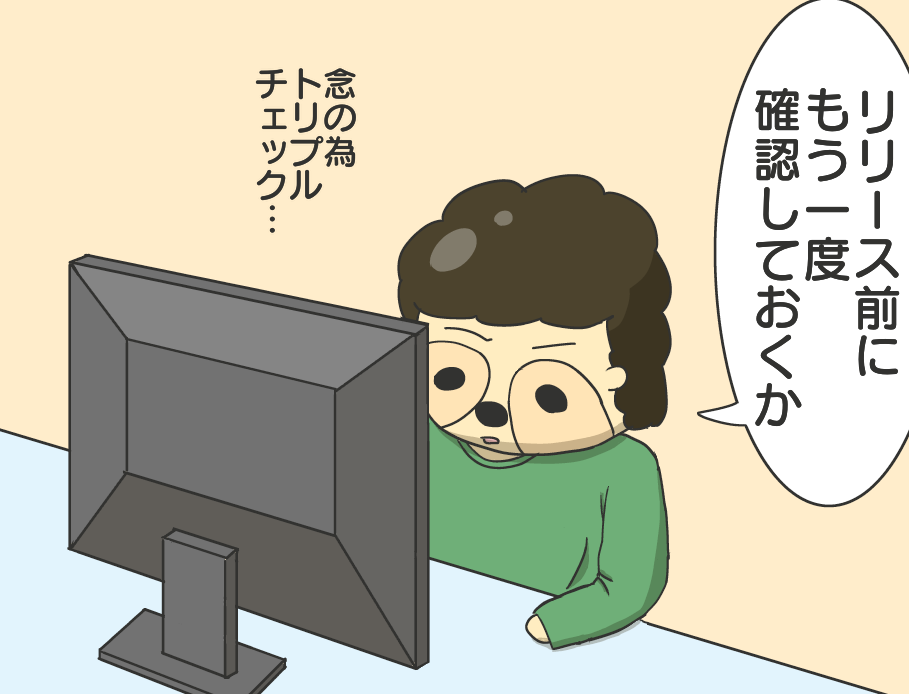 リリース前に
もう一度
確認しておくか
念の為
トリプル
チェック…